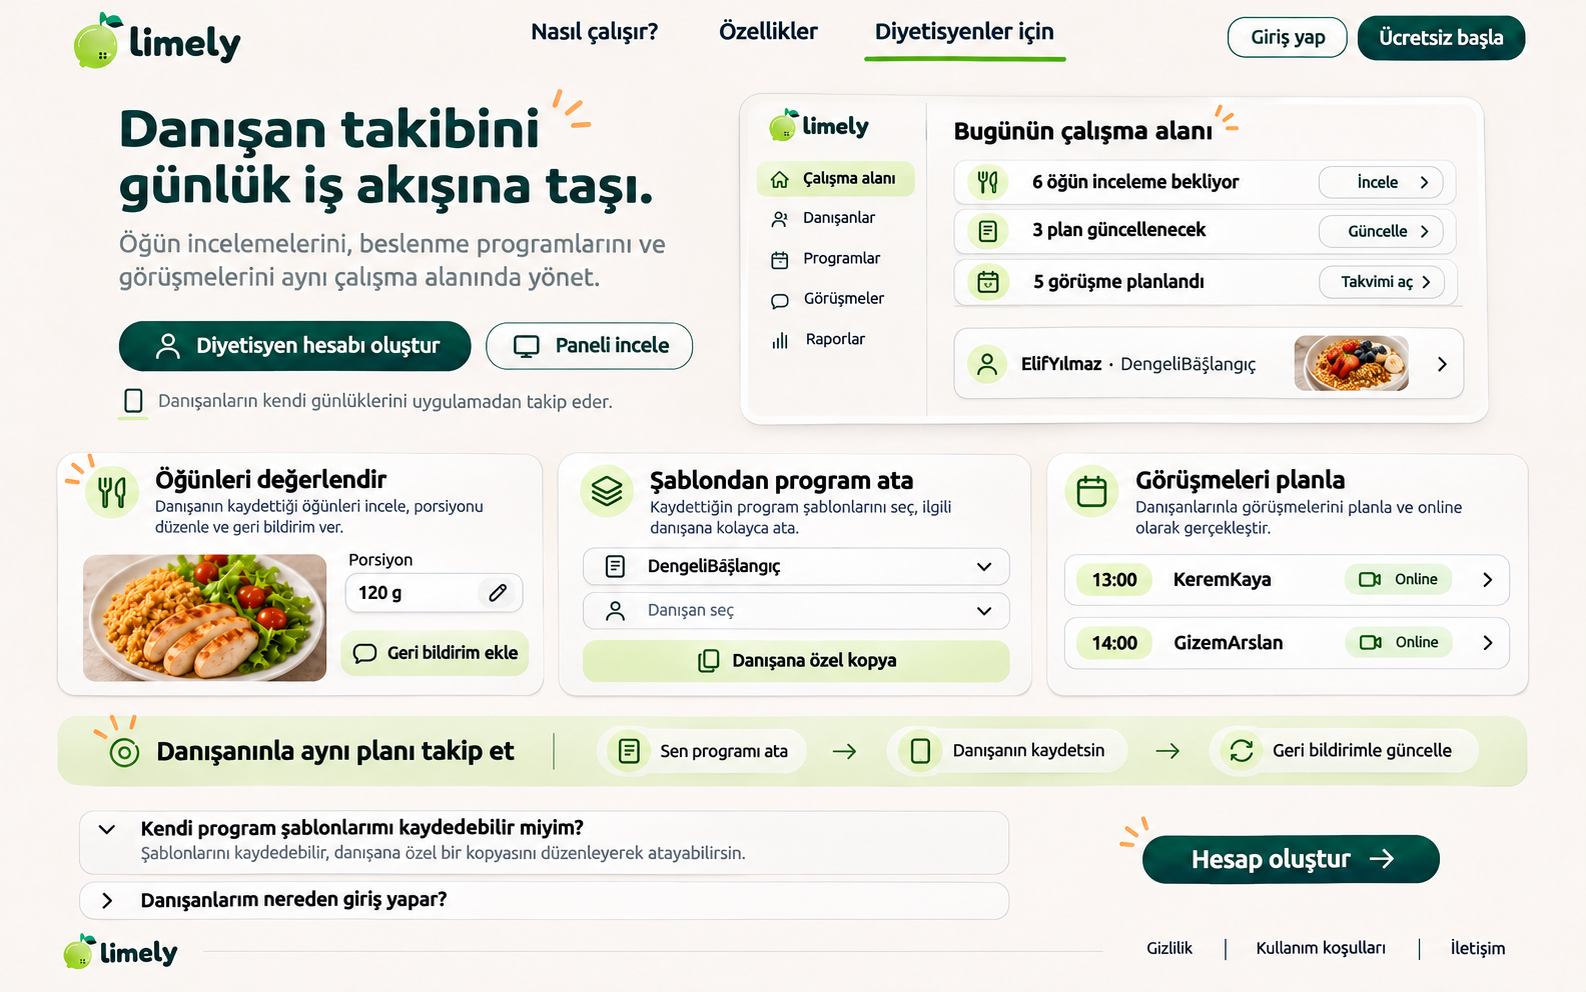 limely
Nasıl çalışır?
Özellikler
Diyetisyenler için
Giriş yap
Ücretsiz başla
Danışan takibini
günlük iş akışına taşı.
Öğün incelemelerini, beslenme programlarını ve
görüşmelerini aynı çalışma alanında yönet.
Diyetisyen hesabı oluştur
Paneli incele
Danışanların kendi günlüklerini uygulamadan takip eder.
limely
Çalışma alanı
Danışanlar
Programlar
Görüşmeler
Raporlar
Bugünün çalışma alanı
6 öğün inceleme bekliyor
İncele
3 plan güncellenecek
Güncelle
5 görüşme planlandı
Takvimi aç
ElifYılmaz · DengeliBaşlangıç
Öğünleri değerlendir
Danışanın kaydettiği öğünleri incele, porsiyonu
düzenle ve geri bildirim ver.
Porsiyon
120 g
Geri bildirim ekle
Şablondan program ata
Kaydettiğin program şablonlarını seç, ilgili
danışana kolayca ata.
DengeliBaşlangıç
Danışan seç
Danışana özel kopya
Görüşmeleri planla
Danışanlarınla görüşmelerini planla ve online
olarak gerçekleştir.
13:00 KeremKaya Online
14:00 GizemArslan Online
Danışanınla aynı planı takip et
Sen programı ata
Danışanın kaydetsin
Geri bildirimle güncelle
Kendi program şablonlarımı kaydedebilir miyim?
Şablonlarını kaydedebilir, danışana özel bir kopyasını düzenleyerek atayabilirsin.
Danışanlarım nereden giriş yapar?
Hesap oluştur
limely
Gizlilik
Kullanım koşulları
İletişim